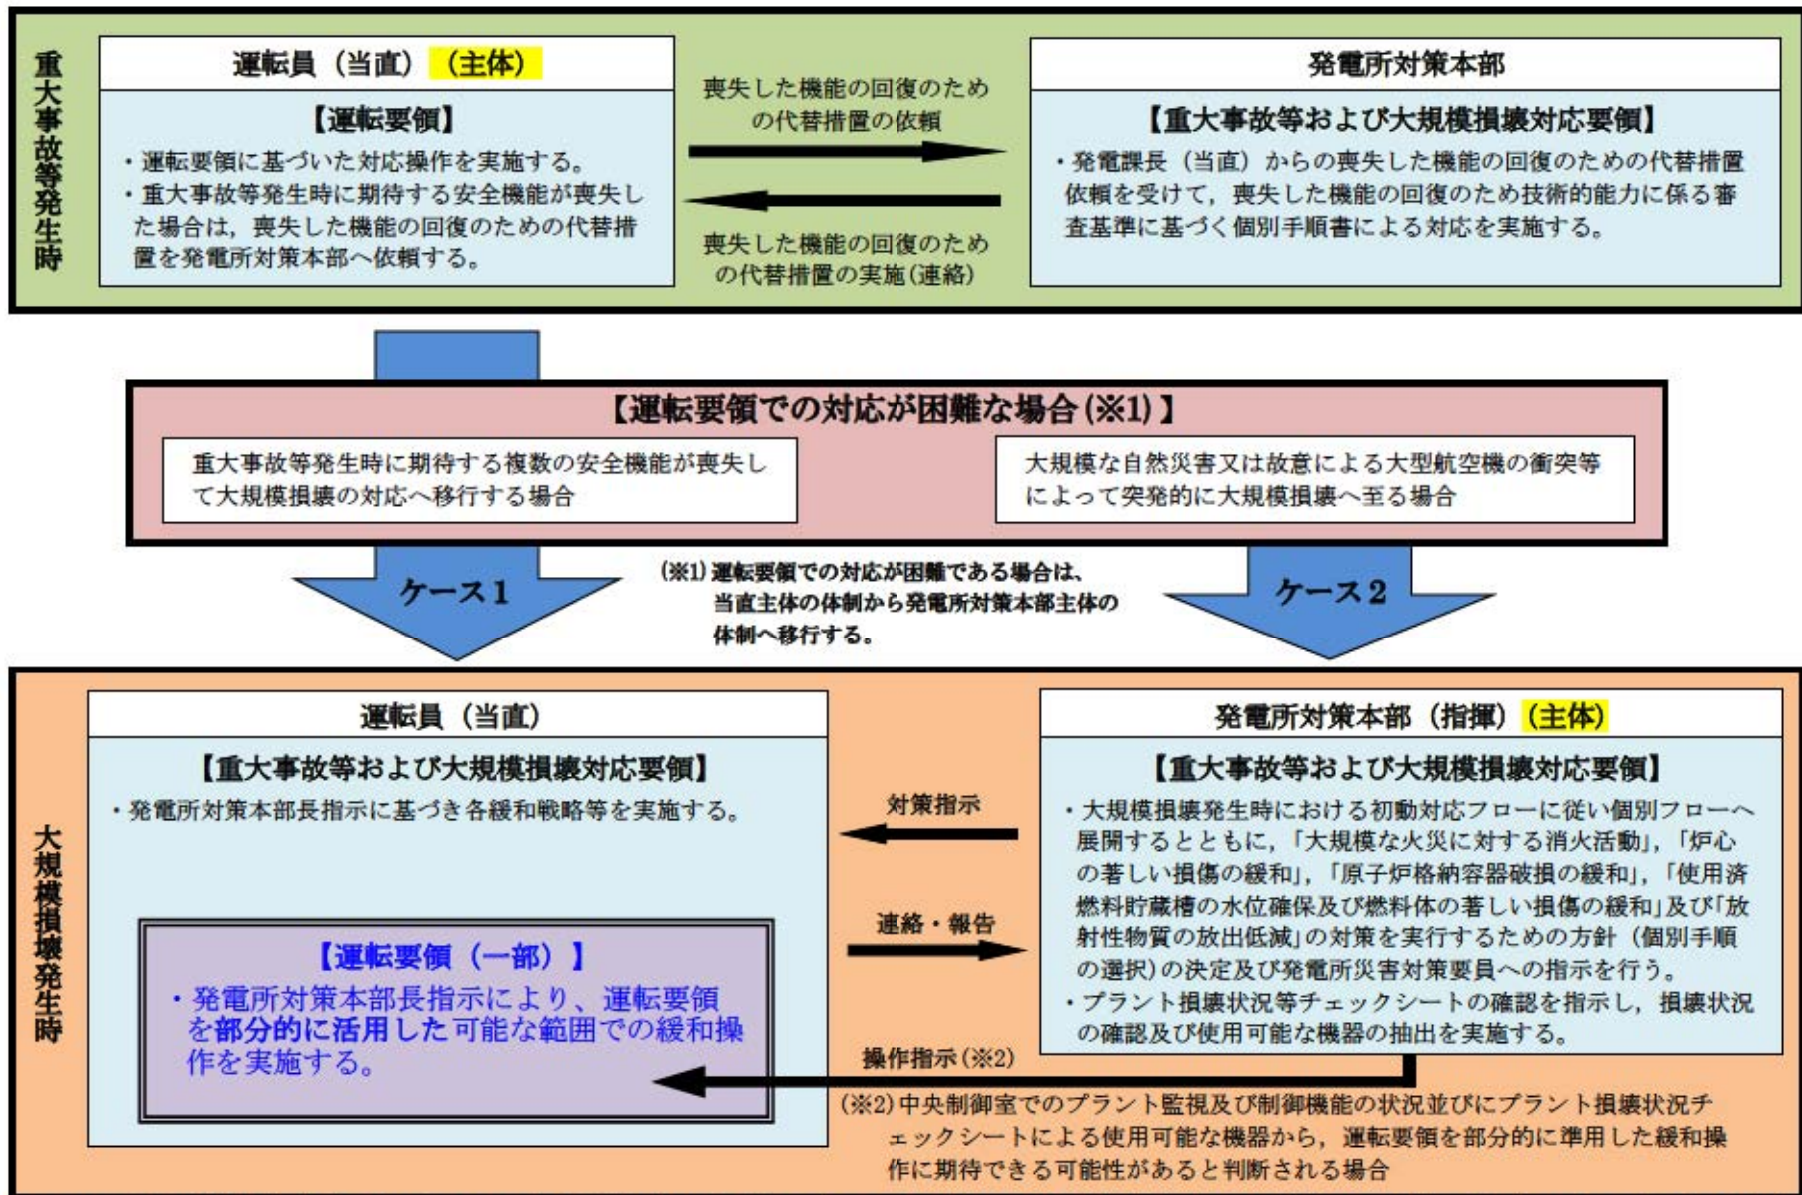 重大事故等発生時
運転員（当直）（主体）
【運転要領】
・運転要領に基づいた対応操作を実施する。
・重大事故等発生時に期待する安全機能が喪失し
た場合は，喪失した機能の回復のための代替措
置を発電所対策本部へ依頼する。
喪失した機能の回復のため
の代替措置の依頼
喪失した機能の回復のため
の代替措置の実施(連絡)
発電所対策本部
【重大事故等および大規模損壊対応要領】
・発電課長（当直）からの喪失した機能の回復のための代替措置
依頼を受けて，喪失した機能の回復のため技術的能力に係る審
査基準に基づく個別手順書による対応を実施する。
【運転要領での対応が困難な場合(※1)】
重大事故等発生時に期待する複数の安全機能が喪失し
て大規模損壊の対応へ移行する場合
大規模な自然災害又は故意による大型航空機の衝突等
によって突発的に大規模損壊へ至る場合
ケース1
(※1)運転要領での対応が困難である場合は、
当直主体の体制から発電所対策本部主体の
体制へ移行する。
ケース2
大規模損壊発生時
運転員（当直）
【重大事故等および大規模損壊対応要領】
・発電所対策本部長指示に基づき各緩和戦略等を実施する。
【運転要領（一部）】
・発電所対策本部長指示により、運転要領
を部分的に活用した可能な範囲での緩和操
作を実施する。
対策指示
連絡・報告
操作指示(※2)
発電所対策本部（指揮）（主体）
【重大事故等および大規模損壊対応要領】
・大規模損壊発生時における初動対応フローに従い個別フローへ
展開するとともに，「大規模な火災に対する消火活動」，「炉心
の著しい損傷の緩和」，「原子炉格納容器破損の緩和」，「使用済
燃料貯蔵槽の水位確保及び燃料体の著しい損傷の緩和」及び「放
射性物質の放出低減」の対策を実行するための方針（個別手順
の選択）の決定及び発電所災害対策要員への指示を行う。
・プラント損壊状況等チェックシートの確認を指示し，損壊状況
の確認及び使用可能な機器の抽出を実施する。
(※2)中央制御室でのプラント監視及び制御機能の状況並びにプラント損壊状況チ
ェックシートによる使用可能な機器から，運転要領を部分的に準用した緩和操
作に期待できる可能性があると判断される場合